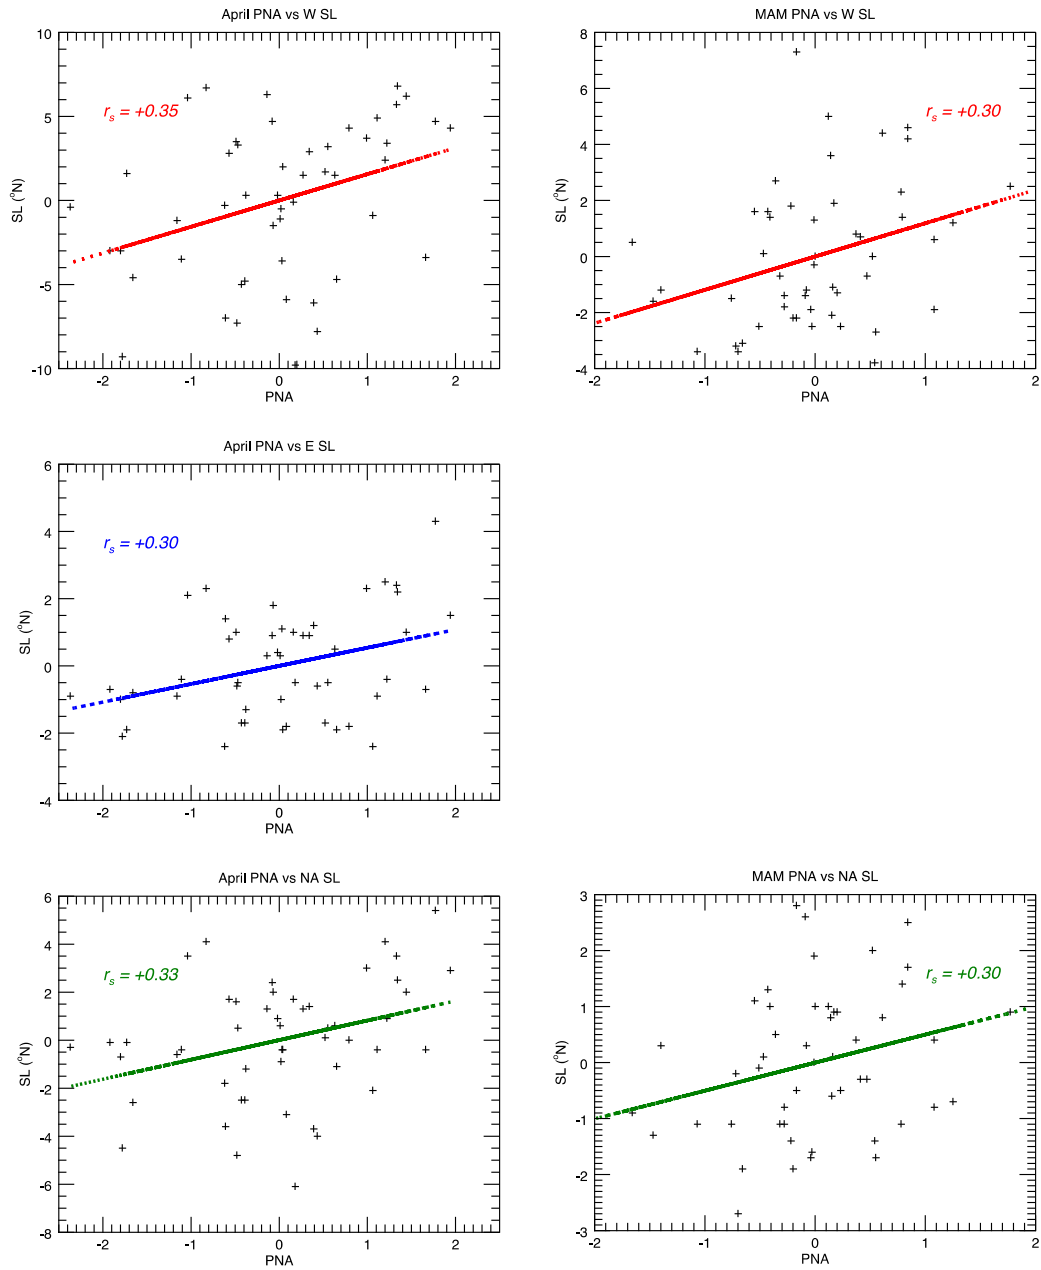 April PNA vs W SL
10
5
0
-5
-10
SL (°N)
r_s = +0.35
-2 -1 0 1 2
PNA
MAM PNA vs W SL
8
6
4
2
0
-2
-4
SL (°N)
r_s = +0.30
-2 -1 0 1 2
PNA
April PNA vs E SL
6
4
2
0
-2
-4
SL (°N)
r_s = +0.30
-2 -1 0 1 2
PNA
April PNA vs NA SL
6
4
2
0
-2
-4
-6
-8
SL (°N)
r_s = +0.33
-2 -1 0 1 2
PNA
MAM PNA vs NA SL
3
2
1
0
-1
-2
-3
SL (°N)
r_s = +0.30
-2 -1 0 1 2
PNA